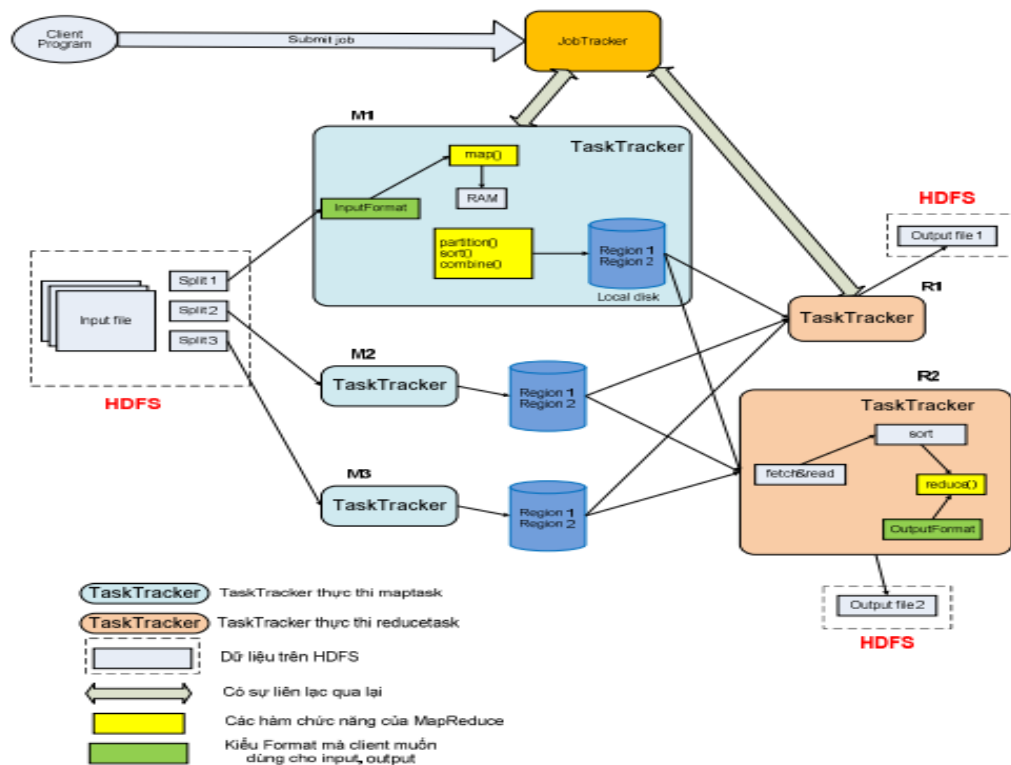 Client
Program
Submit job
JobTracker
M1
TaskTracker
map()
RAM
InputFormat
partition()
sort()
combine()
Region 1
Region 2
Local disk
HDFS
Output file 1
R1
TaskTracker
Input file
Split 1
Split 2
Split 3
HDFS
M2
TaskTracker
Region 1
Region 2
M3
TaskTracker
Region 1
Region 2
R2
TaskTracker
sort
fetch&read
reduce()
OutputFormat
Output file 2
HDFS
TaskTracker TaskTracker thực thi maptask
TaskTracker TaskTracker thực thi reducetask
Dữ liệu trên HDFS
Có sự liên lạc qua lại
Các hàm chức năng của MapReduce
Kiểu Format mà client muốn
dùng cho input, output